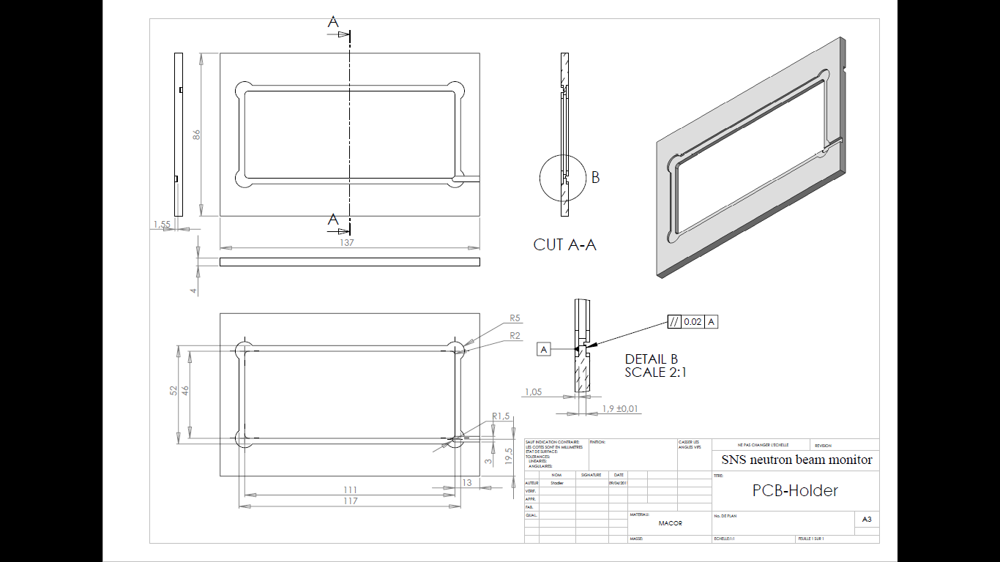 A
86
A
1,55
137
4
B
CUT A-A
R5
R2
52
46
R1,5
3
19,5
13
111
117
// 0.02 A
A
DETAIL B
SCALE 2:1
1,05
1,9 ±0,01
SAUF INDICATION CONTRAIRE:
LES COTES SONT EN MILLIMETRES
ETAT DE SURFACE:
TOLERANCES:
LINEAIRES:
ANGULAIRES:
FINITION:
CASSER LES
ANGLES VIFS
NE PAS CHANGER L'ECHELLE
REVISION
SNS neutron beam monitor
NOM
SIGNATURE
DATE
TITRE:
AUTEUR
Stadler
09/04/201
VERIF.
APPR.
FAB.
QUAL.
PCB-Holder
MATERIAU:
MACOR
No. DE PLAN
A3
MASSE:
ECHELLE:1:1
FEUILLE 1 SUR 1